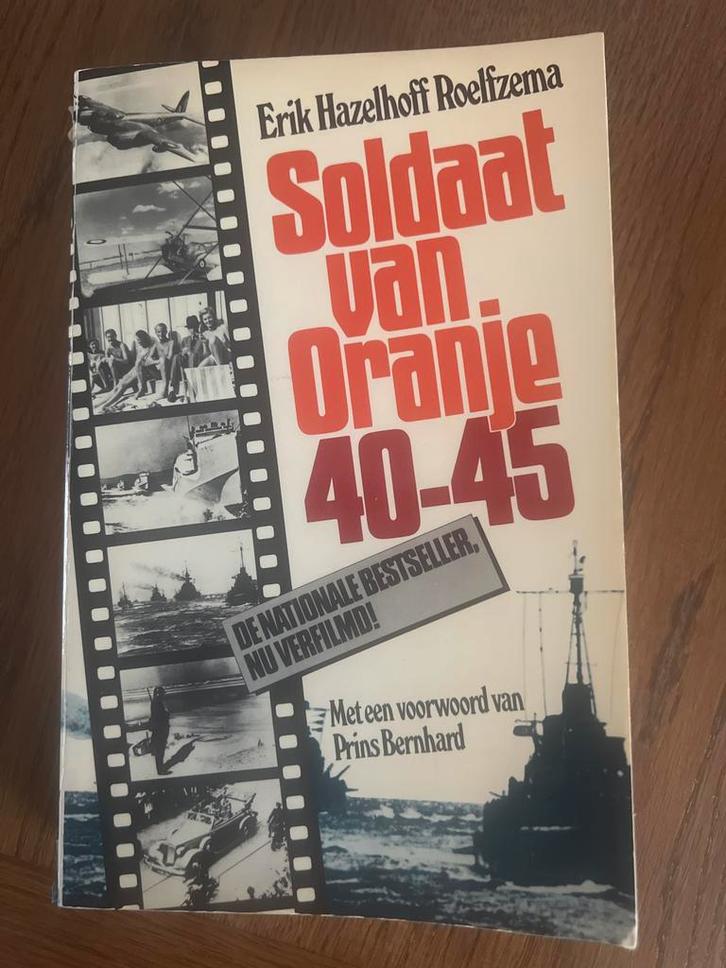 Erik Hazelhoff Roelfzema
Soldaat
van
Oranje
40-45
DE NATIONALE BESTSELLER,
NU VERFILMD!
Met een voorwoord van
Prins Bernhard